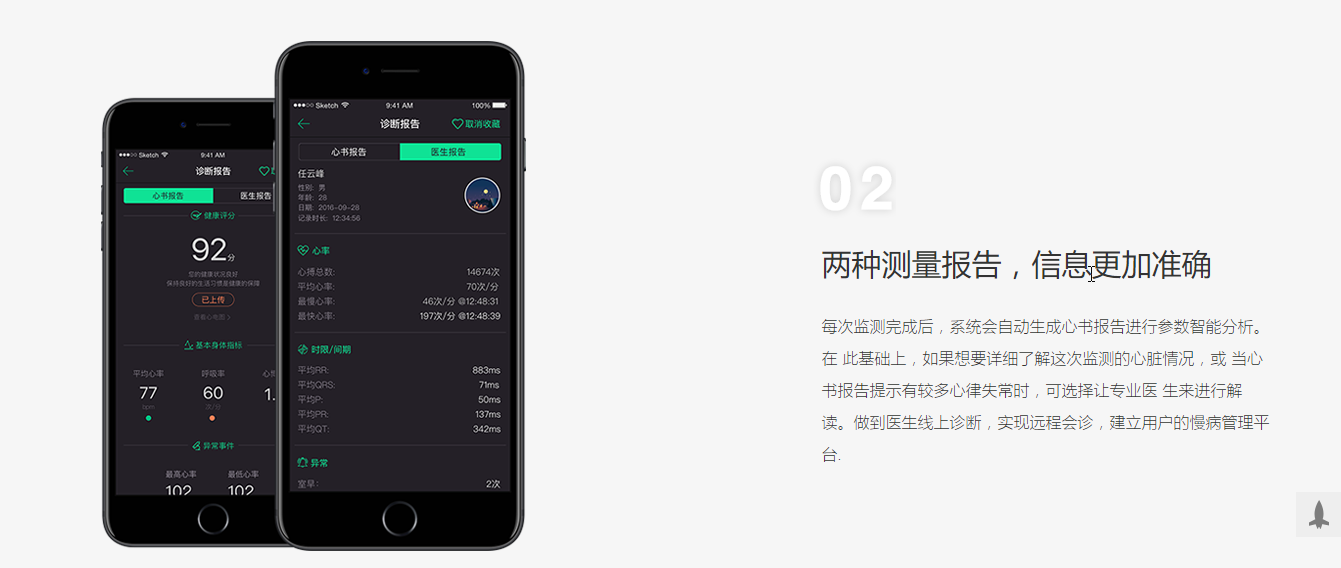 Sketch 9:41 AM
诊断报告
心书报告 医生报告
健康评分
92分
您的健康状况良好
保持良好的生活习惯是健康的保障
已上传
查看心电图
基本身体指标
平均心率 呼吸率
77 60
bpm 次/分
异常事件
最高心率 最低心率
102 102
Sketch 9:41 AM 100%
诊断报告 取消收藏
心书报告 医生报告
任云峰
性别: 男
年龄: 28
日期: 2016-09-28
记录时长: 12:34:56
心率
心搏总数: 14674次
平均心率: 70次/分
最慢心率: 46次/分 @12:48:31
最快心率: 197次/分 @12:48:39
时限/间期
平均RR: 883ms
平均QRS: 71ms
平均P: 50ms
平均PR: 137ms
平均QT: 342ms
异常
室早: 2次
02
两种测量报告，信息更加准确
每次监测完成后，系统会自动生成心书报告进行参数智能分析。
在 此基础上，如果想要详细了解这次监测的心脏情况，或 当心
书报告提示有较多心律失常时，可选择让专业医 生来进行解
读。做到医生线上诊断，实现远程会诊，建立用户的慢病管理平
台.